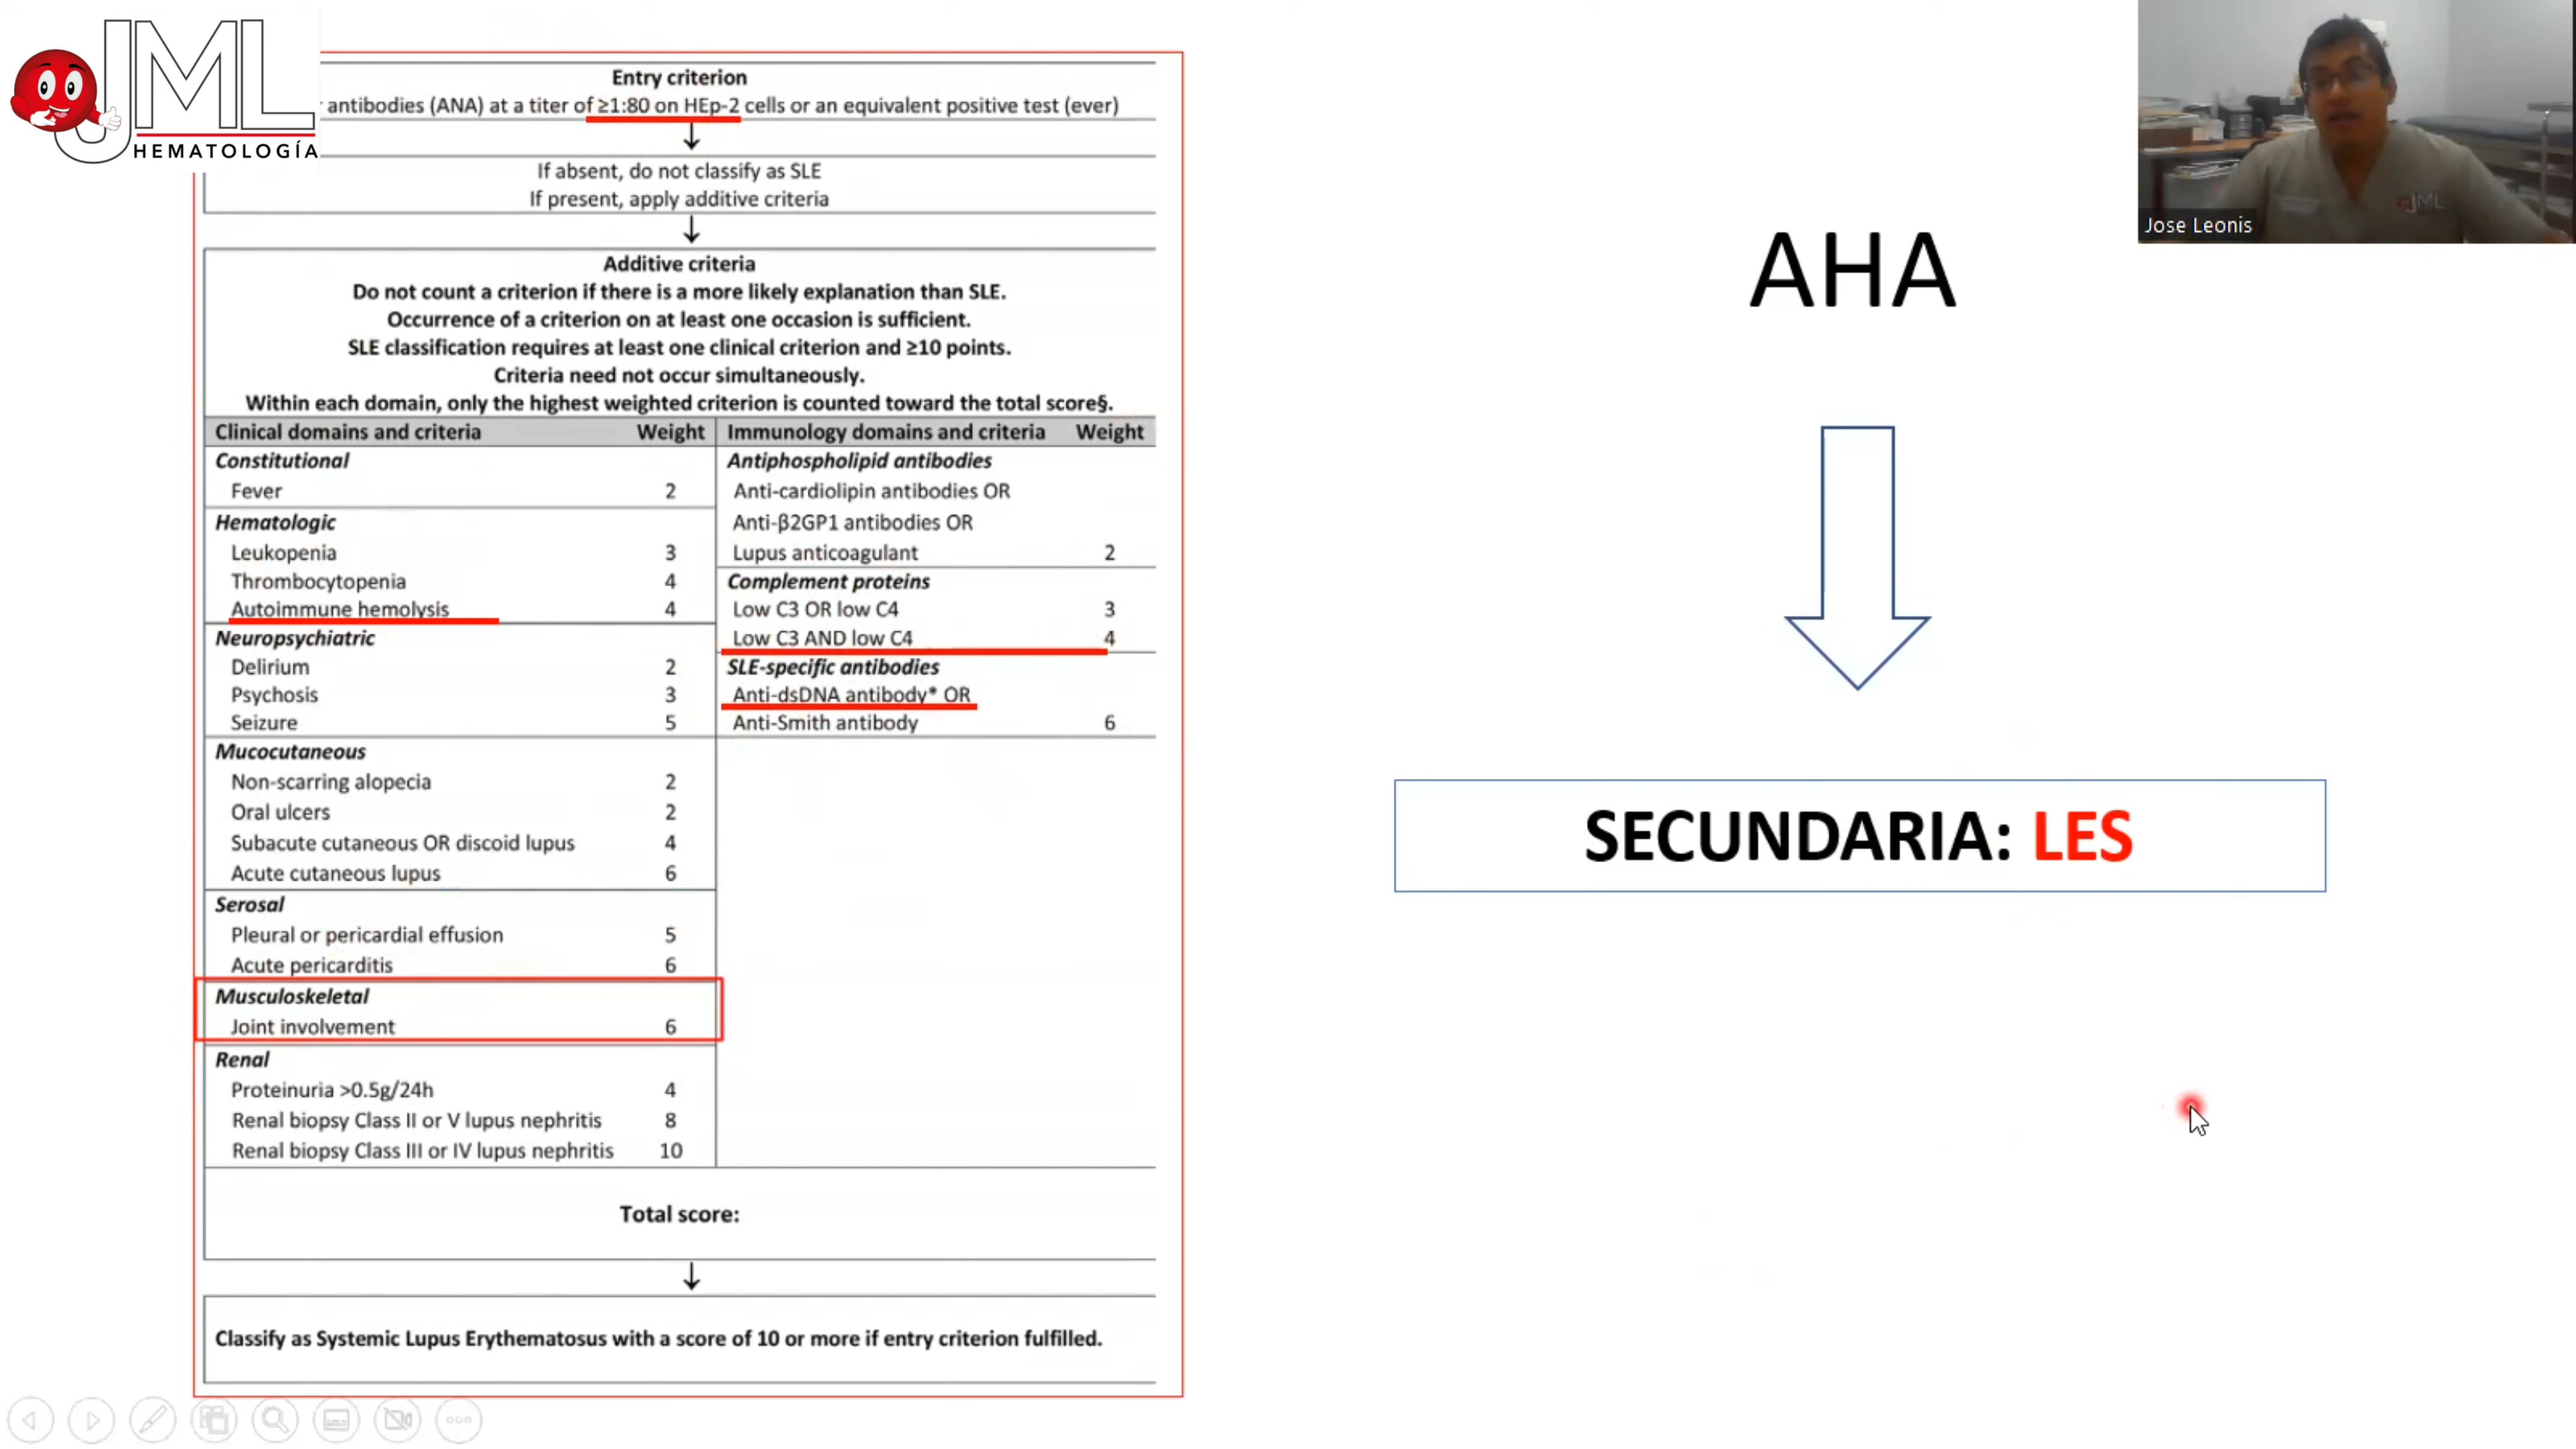 JML
HEMATOLOGÍA
Entry criterion
antibodies (ANA) at a titer of ≥1:80 on HEp-2 cells or an equivalent positive test (ever)
↓
If absent, do not classify as SLE
If present, apply additive criteria
↓
Additive criteria
Do not count a criterion if there is a more likely explanation than SLE.
Occurrence of a criterion on at least one occasion is sufficient.
SLE classification requires at least one clinical criterion and ≥10 points.
Criteria need not occur simultaneously.
Within each domain, only the highest weighted criterion is counted toward the total score§.
Clinical domains and criteria Weight
Constitutional
Fever 2
Hematologic
Leukopenia 3
Thrombocytopenia 4
Autoimmune hemolysis 4
Neuropsychiatric
Delirium 2
Psychosis 3
Seizure 5
Mucocutaneous
Non-scarring alopecia 2
Oral ulcers 2
Subacute cutaneous OR discoid lupus 4
Acute cutaneous lupus 6
Serosal
Pleural or pericardial effusion 5
Acute pericarditis 6
Musculoskeletal
Joint involvement 6
Renal
Proteinuria >0.5g/24h 4
Renal biopsy Class II or V lupus nephritis 8
Renal biopsy Class III or IV lupus nephritis 10
Immunology domains and criteria Weight
Antiphospholipid antibodies
Anti-cardiolipin antibodies OR
Anti-β2GP1 antibodies OR
Lupus anticoagulant 2
Complement proteins
Low C3 OR low C4 3
Low C3 AND low C4 4
SLE-specific antibodies
Anti-dsDNA antibody* OR
Anti-Smith antibody 6
Total score:
↓
Classify as Systemic Lupus Erythematosus with a score of 10 or more if entry criterion fulfilled.
AHA
SECUNDARIA: LES
JML
Jose Leonis